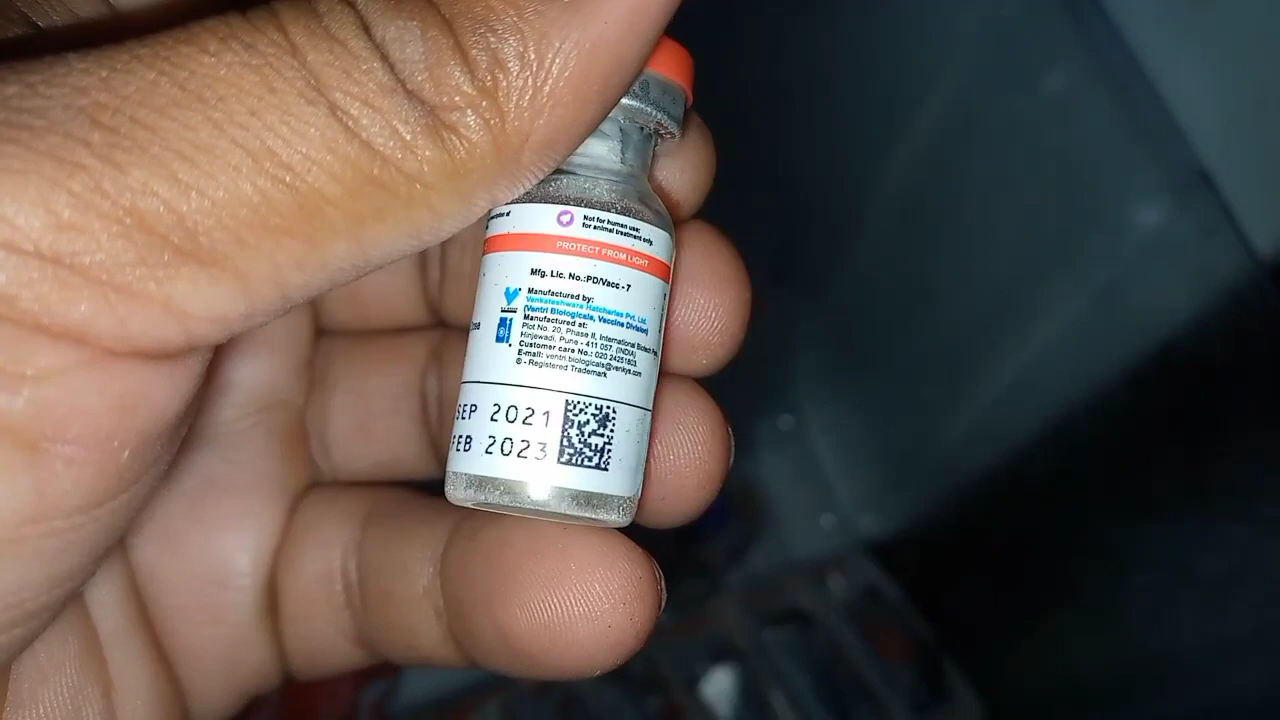 Not for human use;
for animal treatment only.
PROTECT FROM LIGHT
Mfg. Lic. No.:PD/Vacc - 7
Manufactured by:
Venkateshwara Hatcheries Pvt. Ltd.
(Ventri Biologicals, Vaccine Division)
Manufactured at:
Plot No. 20, Phase II, International Biotech
Hinjewadi, Pune - 411 057, (INDIA)
Customer care No.: 020 24251803.
E-mail: ventri.biologicals@venkys.com
® - Registered Trademark
SEP 2021
FEB 2023